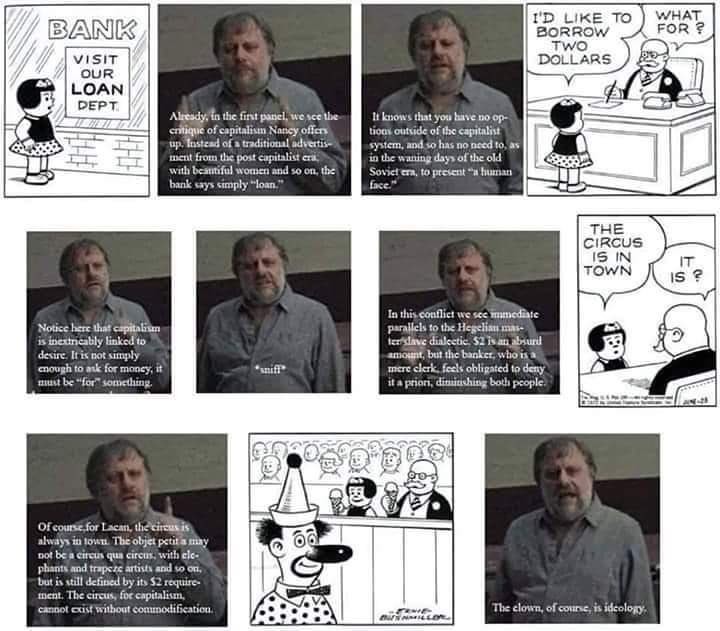 BANK
VISIT
OUR
LOAN
DEPT.
Already, in the first panel, we see the
critique of capitalism Nancy offers
up. Instead of a traditional advertis-
ment from the post capitalist era,
with beautiful women and so on, the
bank says simply "loan."
It knows that you have no op-
tions outside of the capitalist
system, and so has no need to, as
in the waning days of the old
Soviet era, to present "a human
face."
I'D LIKE TO
BORROW
TWO
DOLLARS
WHAT
FOR?
Notice here that capitalism
is inextricably linked to
desire. It is not simply
enough to ask for money, it
must be "for" something.
*sniff*
In this conflict we see immediate
parallels to the Hegelian mas-
ter/slave dialectic. $2 is an absurd
amount, but the banker, who is a
mere clerk, feels obligated to deny
it a priori, diminshing both people.
THE
CIRCUS
IS IN
TOWN
IT
IS?
Of course, for Lacan, the circus is
always in town. The objet petit a may
not be a circus qua circus, with ele-
phants and trapeze artists and so on,
but is still defined by its $2 require-
ment. The circus, for capitalism,
cannot exist without commodification.
-ERNIE-
BUSHMILLER
The clown, of course, is ideology.